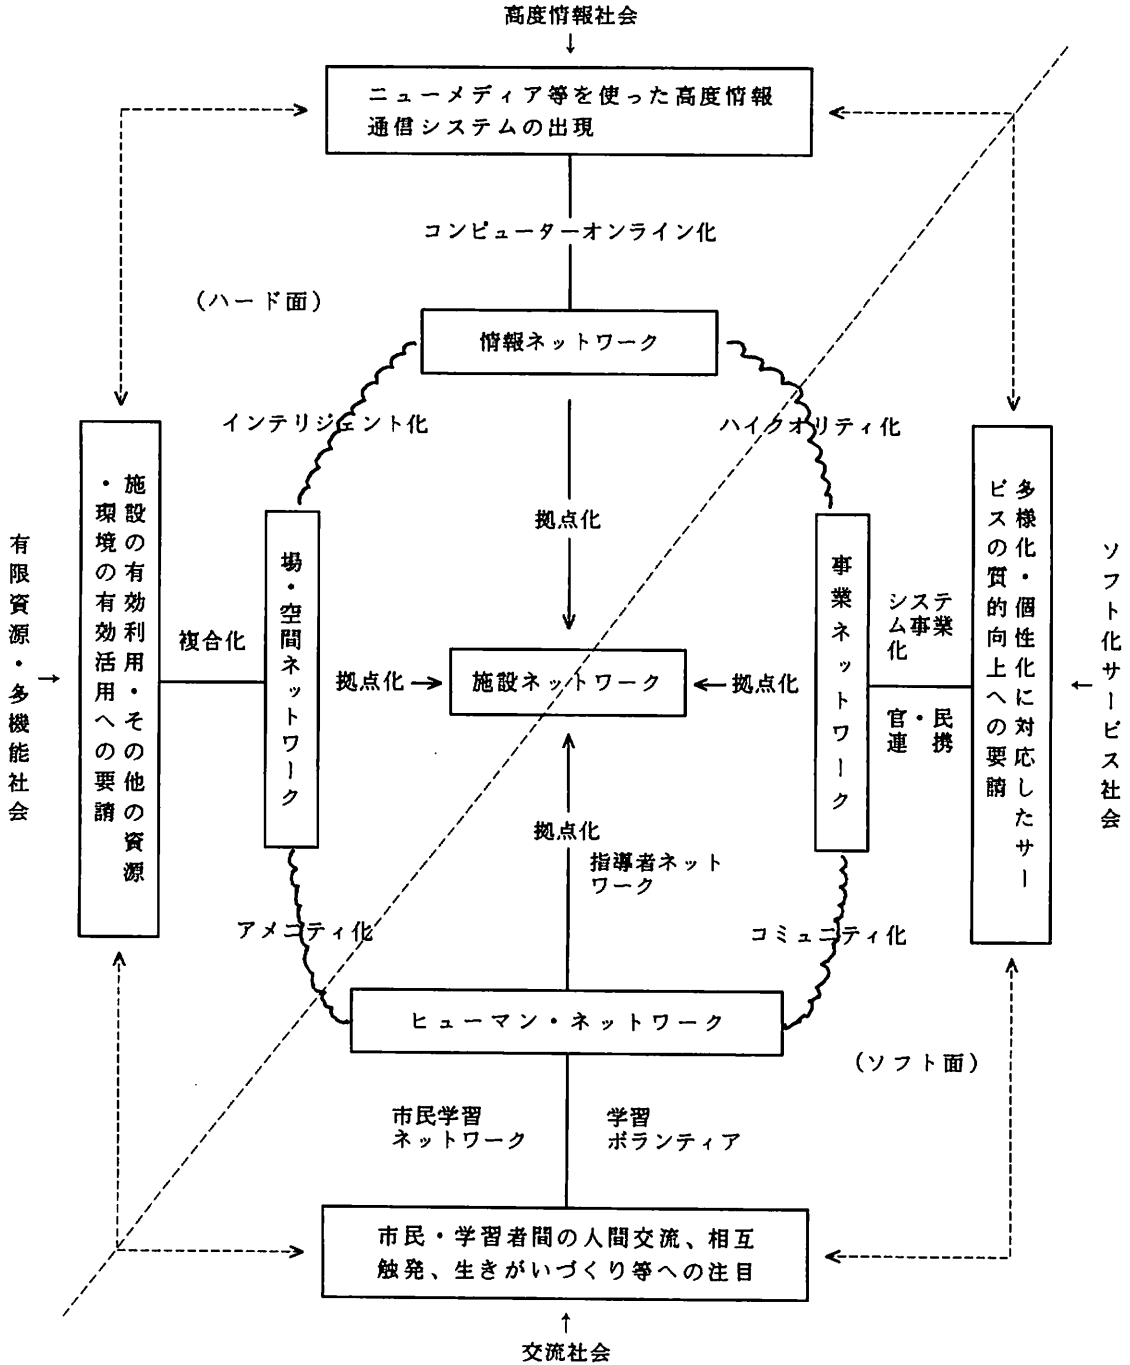 高度情報社会
↓
ニューメディア等を使った高度情報
通信システムの出現
コンピューターオンライン化
（ハード面）
情報ネットワーク
インテリジェント化
ハイクオリティ化
拠点化
有限資源・多機能社会
→
施設の有効利用・その他の資源
・環境の有効活用への要請
複合化
場・空間ネットワーク
拠点化
施設ネットワーク
拠点化
事業ネットワーク
システ
ム事業
化
官・民
連　携
多様化・個性化に対応したサー
ビスの質的向上への要請
←
ソフト化サービス社会
拠点化
指導者ネット
ワーク
アメニティ化
コミュニティ化
ヒューマン・ネットワーク
（ソフト面）
市民学習
ネットワーク
学習
ボランティア
市民・学習者間の人間交流、相互
触発、生きがいづくり等への注目
↑
交流社会